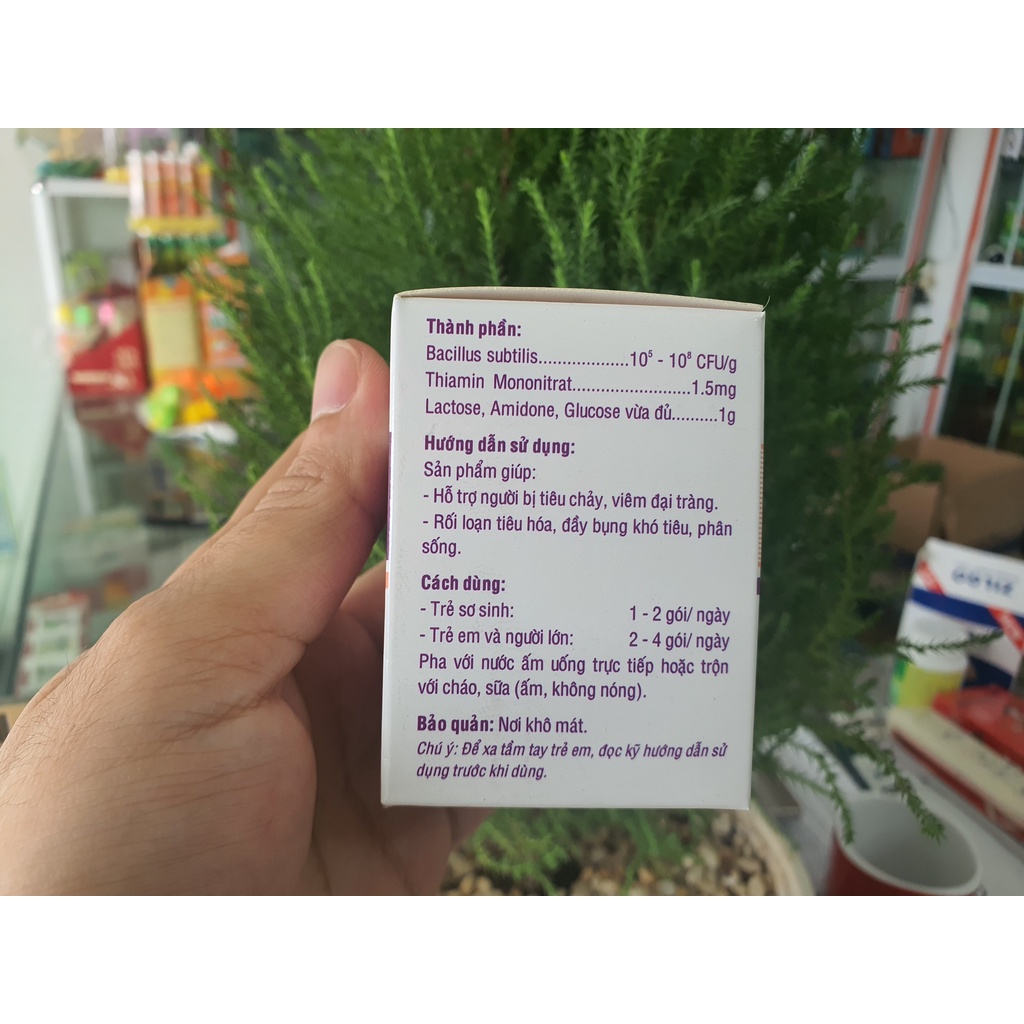 Thành phần:
Bacillus subtilis...................10⁵ - 10⁸ CFU/g
Thiamin Mononitrat.........................1.5mg
Lactose, Amidone, Glucose vừa đủ..........1g
Hướng dẫn sử dụng:
Sản phẩm giúp:
- Hỗ trợ người bị tiêu chảy, viêm đại tràng.
- Rối loạn tiêu hóa, đầy bụng khó tiêu, phân
sống.
Cách dùng:
- Trẻ sơ sinh: 1 - 2 gói/ ngày
- Trẻ em và người lớn: 2 - 4 gói/ ngày
Pha với nước ấm uống trực tiếp hoặc trộn
với cháo, sữa (ấm, không nóng).
Bảo quản: Nơi khô mát.
Chú ý: Để xa tầm tay trẻ em, đọc kỹ hướng dẫn sử
dụng trước khi dùng.